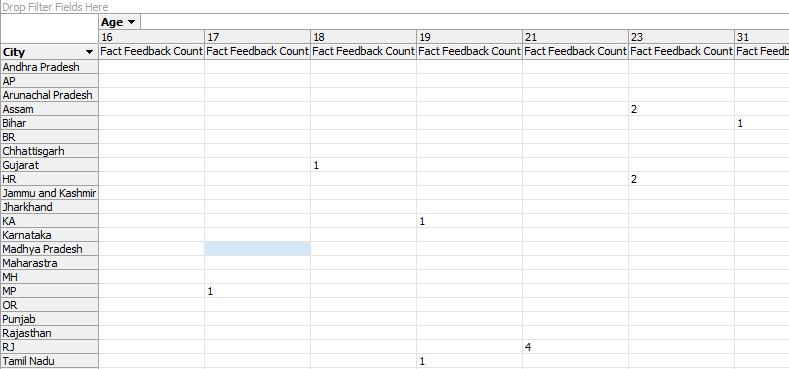 Drop Filter Fields Here
Age
16 17 18 19 21 23 31
City Fact Feedback Count Fact Feedback Count Fact Feedback Count Fact Feedback Count Fact Feedback Count Fact Feedback Count Fact Feedb
Andhra Pradesh
AP
Arunachal Pradesh
Assam 2
Bihar 1
BR
Chhattisgarh
Gujarat 1
HR 2
Jammu and Kashmir
Jharkhand
KA 1
Karnataka
Madhya Pradesh
Maharastra
MH
MP 1
OR
Punjab
Rajasthan
RJ 4
Tamil Nadu 1